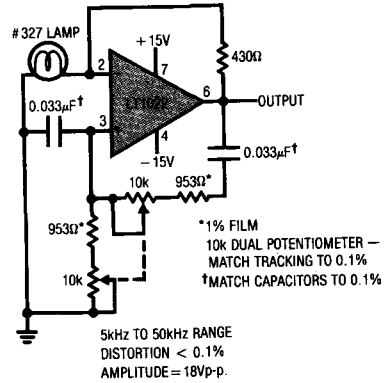 #327 LAMP
+15V
2
7
430Ω
6
OUTPUT
LT1022
0.033µF†
3
4
−15V
0.033µF†
10k
953Ω*
953Ω*
10k
*1% FILM
10k DUAL POTENTIOMETER —
MATCH TRACKING TO 0.1%
†MATCH CAPACITORS TO 0.1%
5kHz TO 50kHz RANGE
DISTORTION < 0.1%
AMPLITUDE = 18Vp-p.